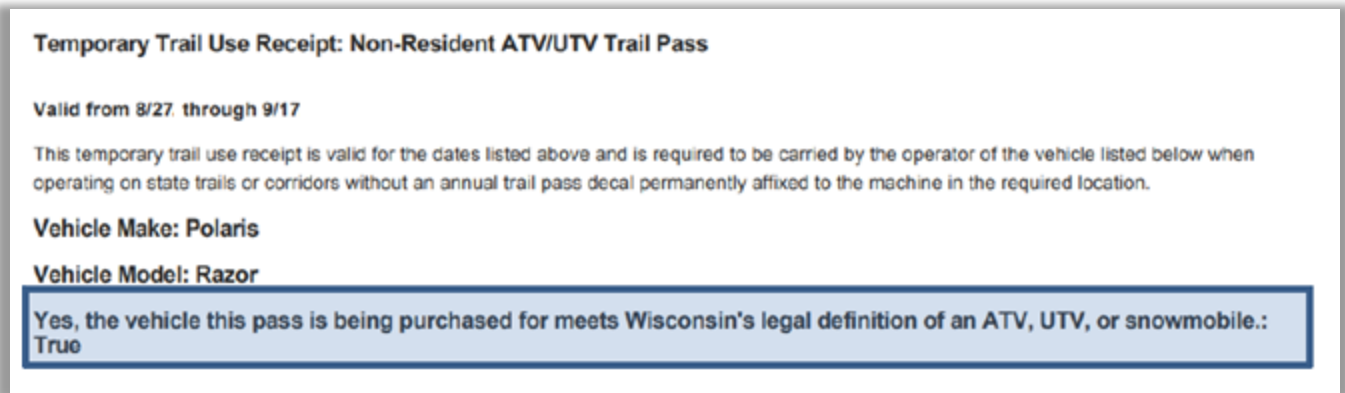 Temporary Trail Use Receipt: Non-Resident ATV/UTV Trail Pass
Valid from 8/27 through 9/17
This temporary trail use receipt is valid for the dates listed above and is required to be carried by the operator of the vehicle listed below when
operating on state trails or corridors without an annual trail pass decal permanently affixed to the machine in the required location.
Vehicle Make: Polaris
Vehicle Model: Razor
Yes, the vehicle this pass is being purchased for meets Wisconsin's legal definition of an ATV, UTV, or snowmobile.:
True